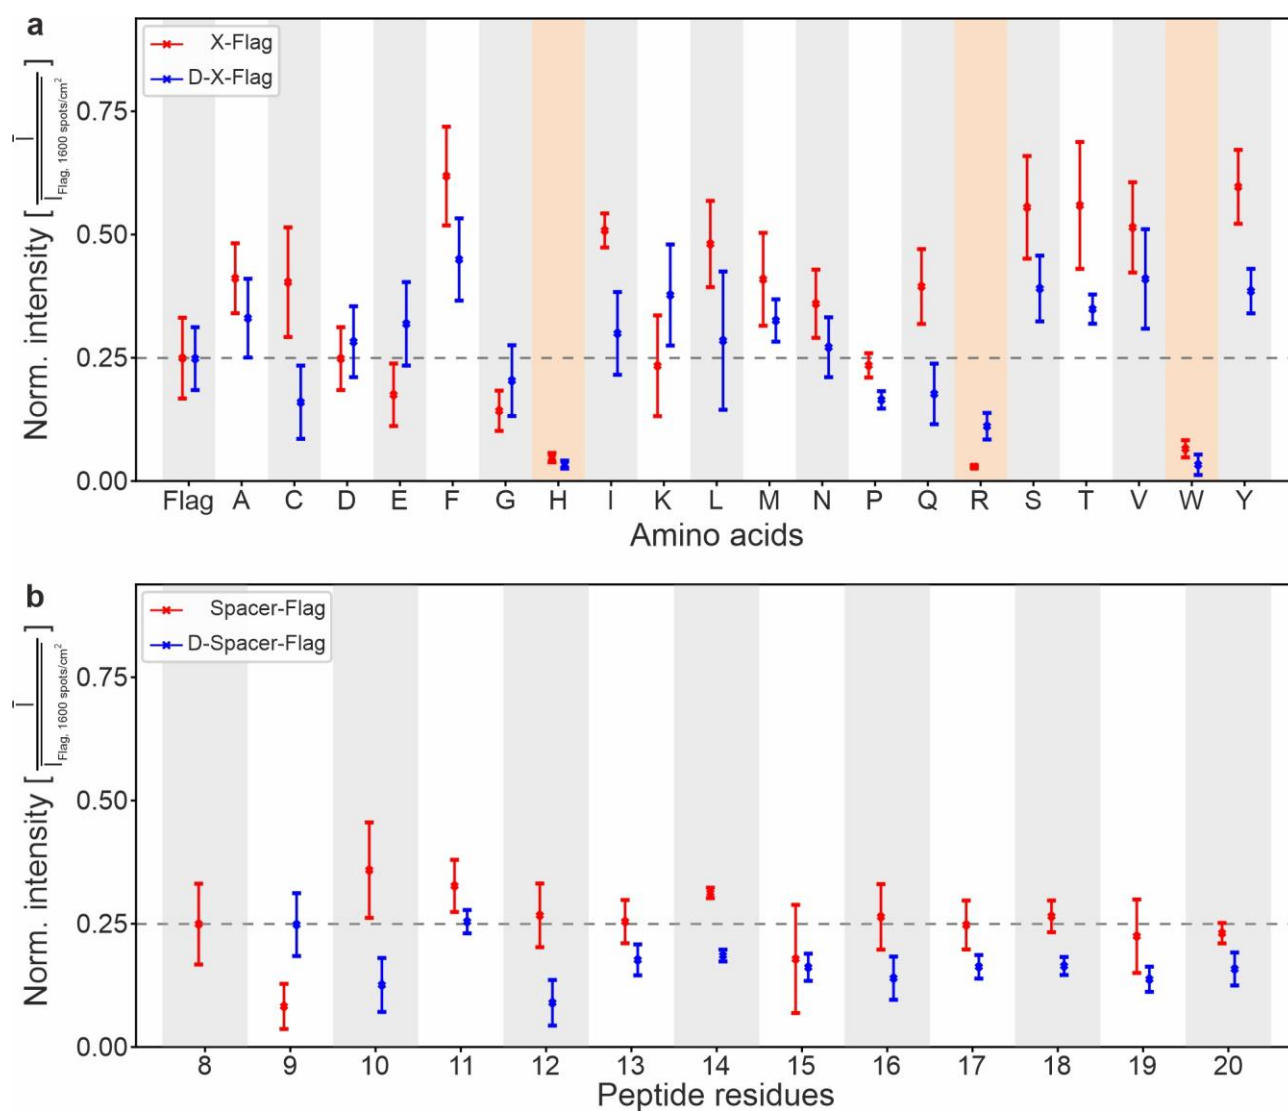 a
X-Flag
D-X-Flag
Norm. intensity [ Ī / I̿ Flag, 1600 spots/cm² ]
0.75
0.50
0.25
0.00
Flag A C D E F G H I K L M N P Q R S T V W Y
Amino acids
b
Spacer-Flag
D-Spacer-Flag
Norm. intensity [ Ī / I̿ Flag, 1600 spots/cm² ]
0.75
0.50
0.25
0.00
8 9 10 11 12 13 14 15 16 17 18 19 20
Peptide residues